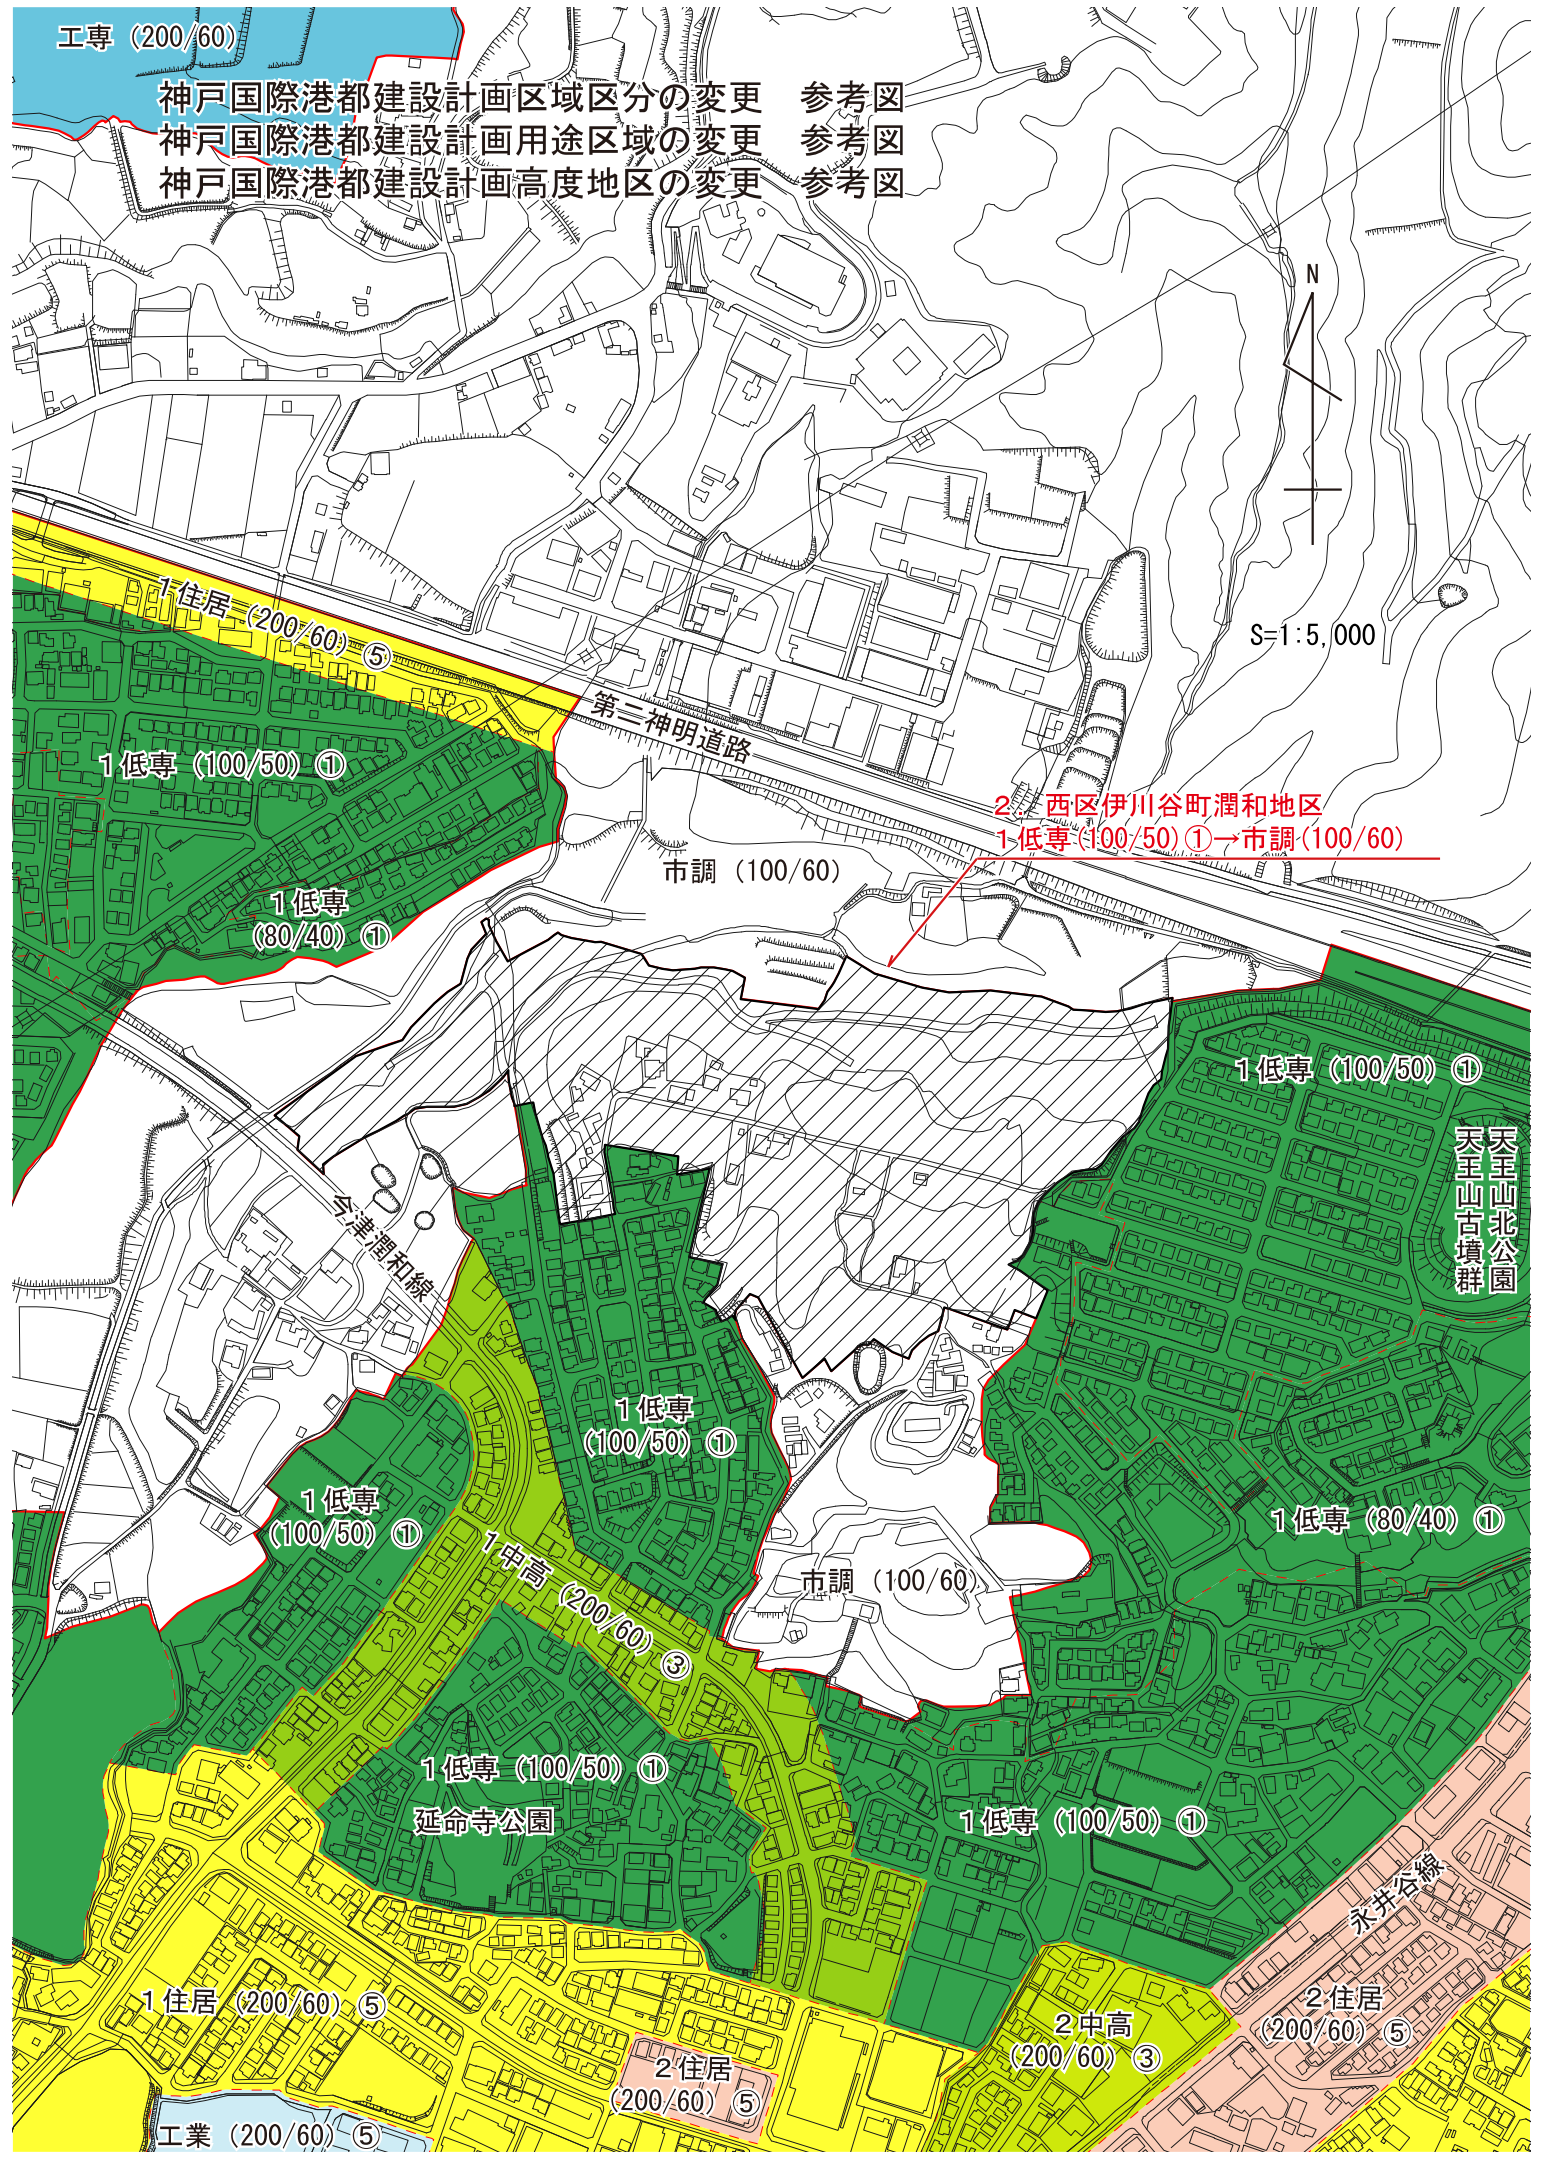 工専 (200/60)
神戸国際港都建設計画区域区分の変更　参考図
神戸国際港都建設計画用途区域の変更　参考図
神戸国際港都建設計画高度地区の変更　参考図
N
S=1:5,000
1住居 (200/60) ⑤
第二神明道路
1低専 (100/50) ①
2. 西区伊川谷町潤和地区
1低専(100/50)①→市調(100/60)
市調 (100/60)
1低専
(80/40) ①
1低専 (100/50) ①
天王山北公園
天王山古墳群
今津潤和線
1低専
(100/50) ①
1低専
(100/50) ①
1低専 (80/40) ①
1中高 (200/60) ③
市調 (100/60)
1低専 (100/50) ①
延命寺公園
1低専 (100/50) ①
永井谷線
1住居 (200/60) ⑤
2住居
(200/60) ⑤
2中高
(200/60) ③
2住居
(200/60) ⑤
工業 (200/60) ⑤